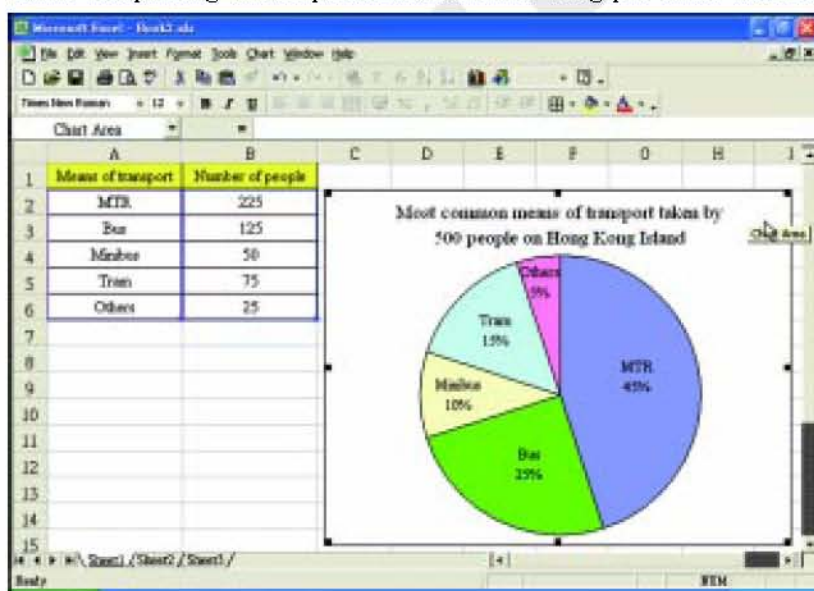 Microsoft Excel - Book2.xls
File Edit View Insert Format Tools Chart Window Help
Times New Roman 12 B I U
Chart Area =
A B C D E F G H I
1 Means of transport Number of people
2 MTR 225
3 Bus 125
4 Minibus 50
5 Tram 75
6 Others 25
7
8
9
10
11
12
13
14
15
Most common means of transport taken by
500 people on Hong Kong Island
Chart Area
Others
5%
Tram
15%
MTR
45%
Minibus
10%
Bus
25%
Sheet1 / Sheet2 / Sheet3 /
Ready NUM